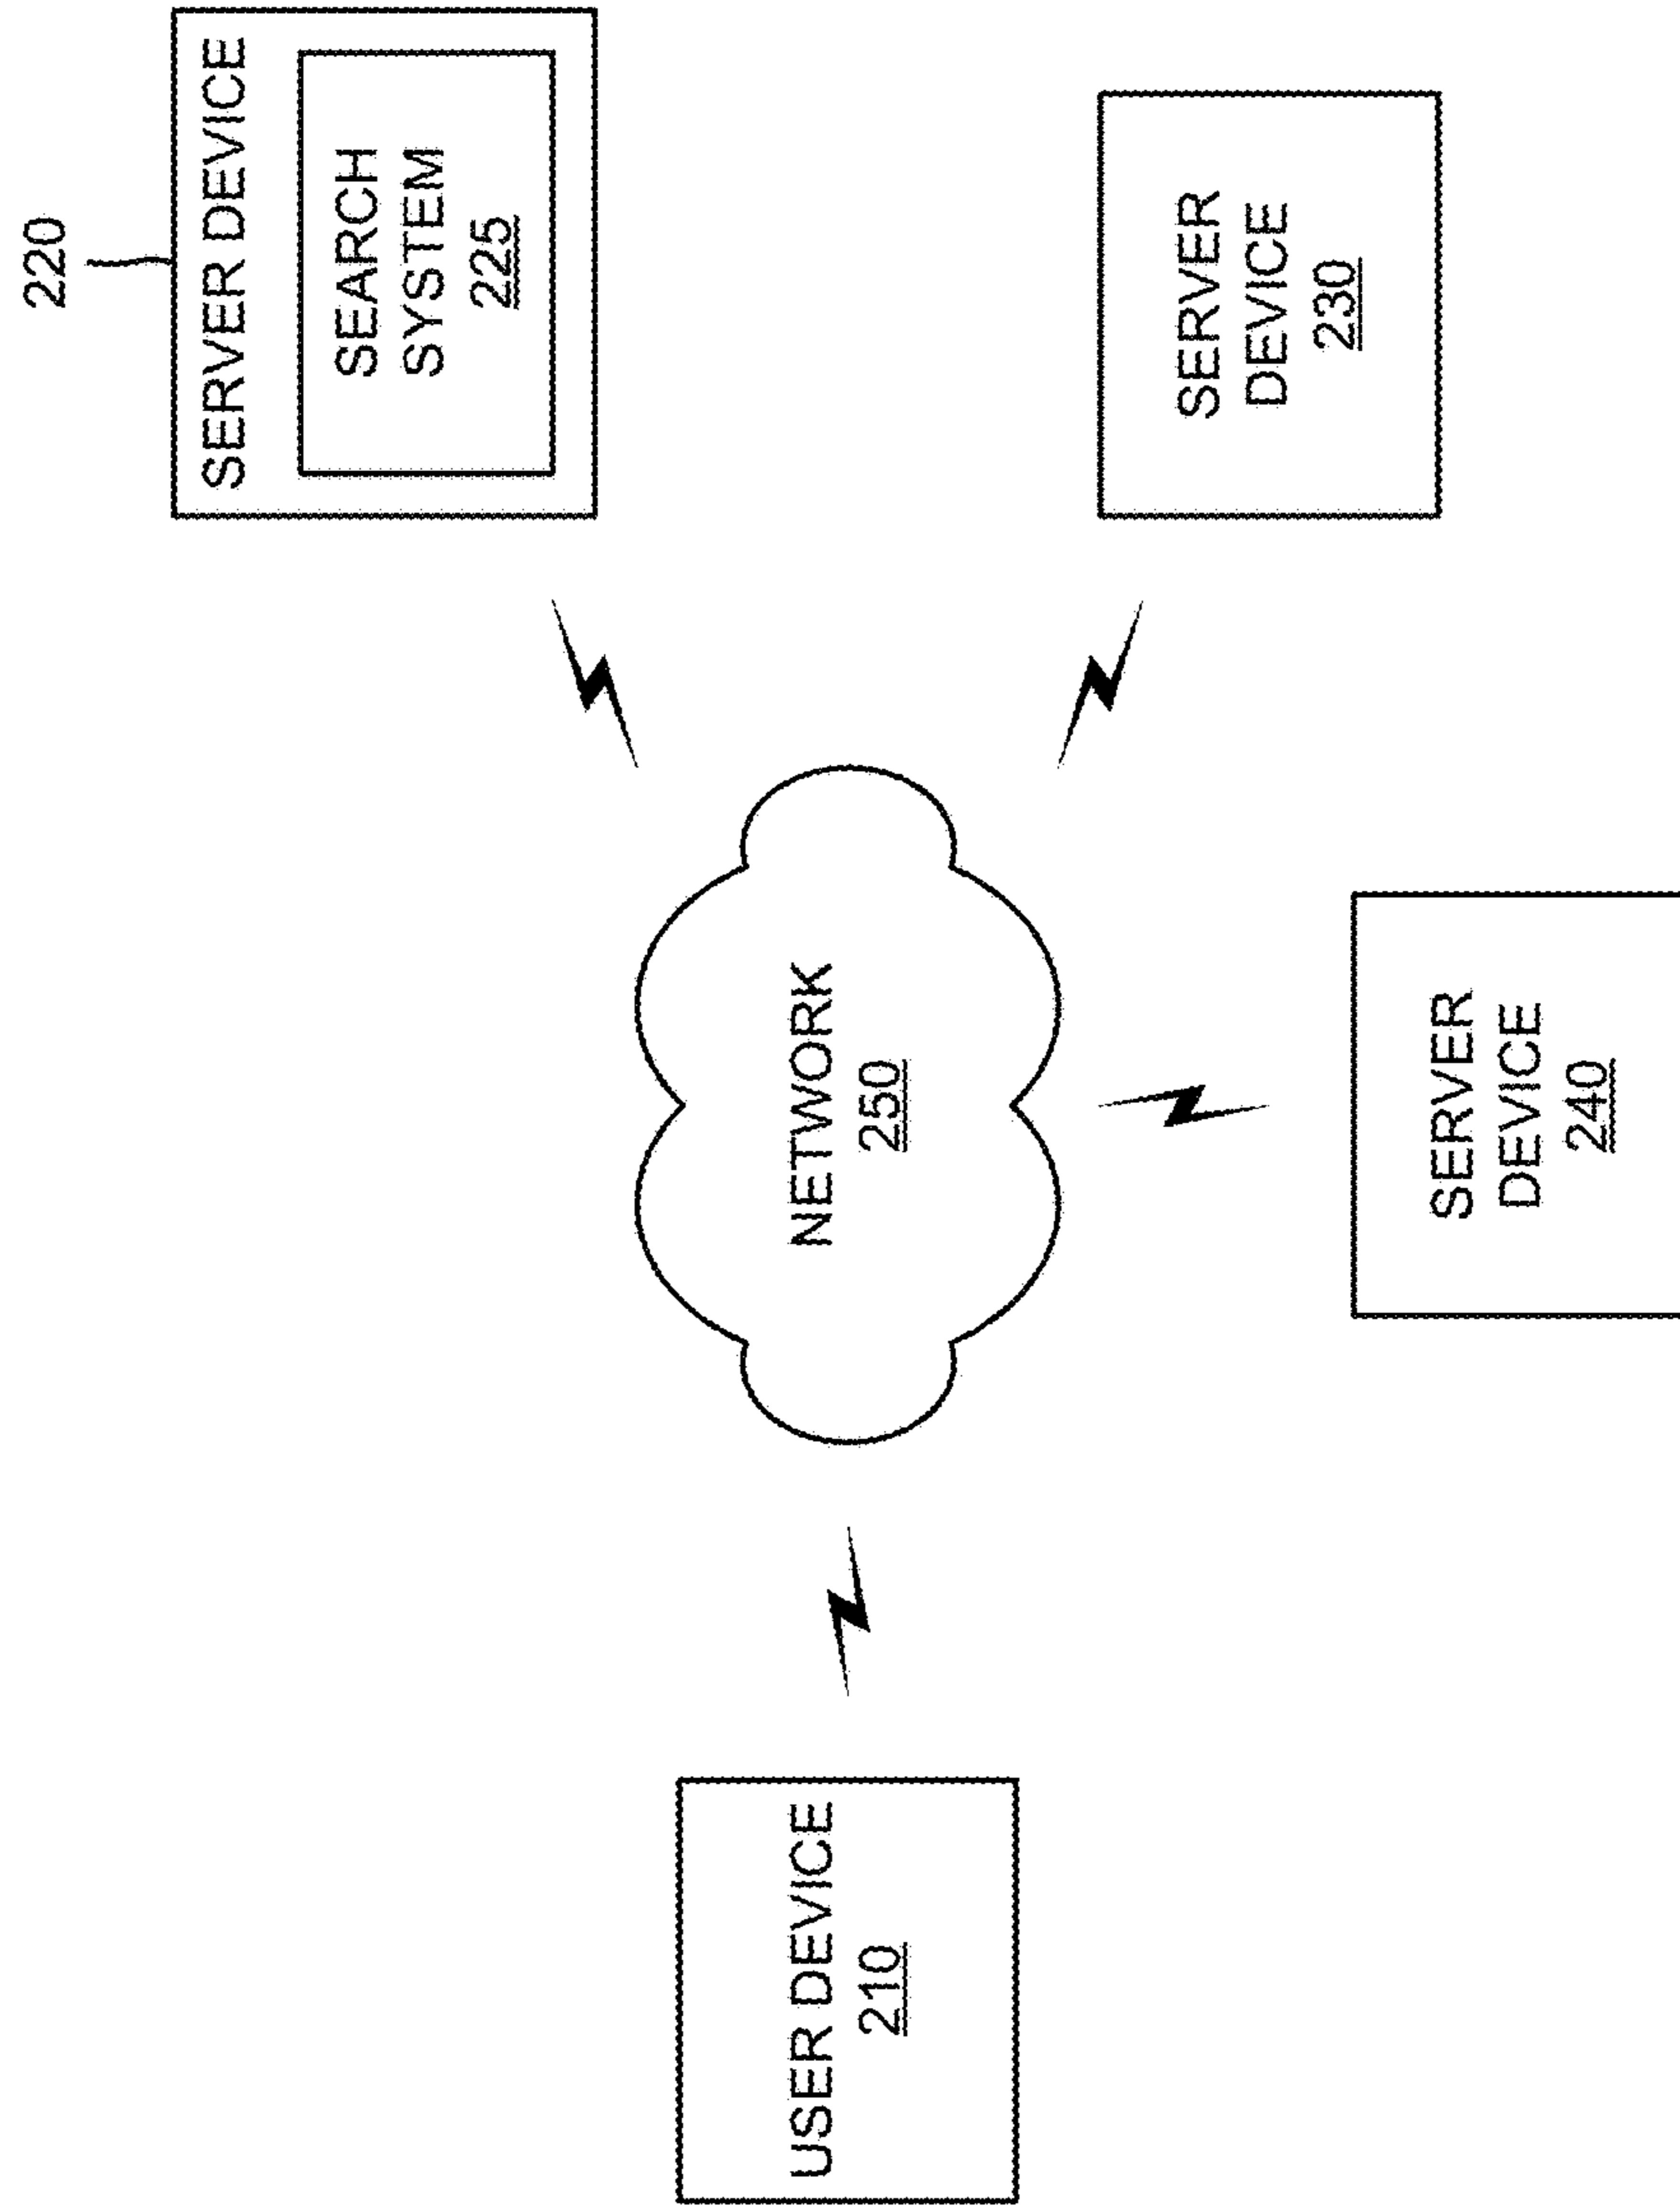 220
SERVER DEVICE
SEARCH
SYSTEM
225
USER DEVICE
210
NETWORK
250
SERVER
DEVICE
230
SERVER
DEVICE
240